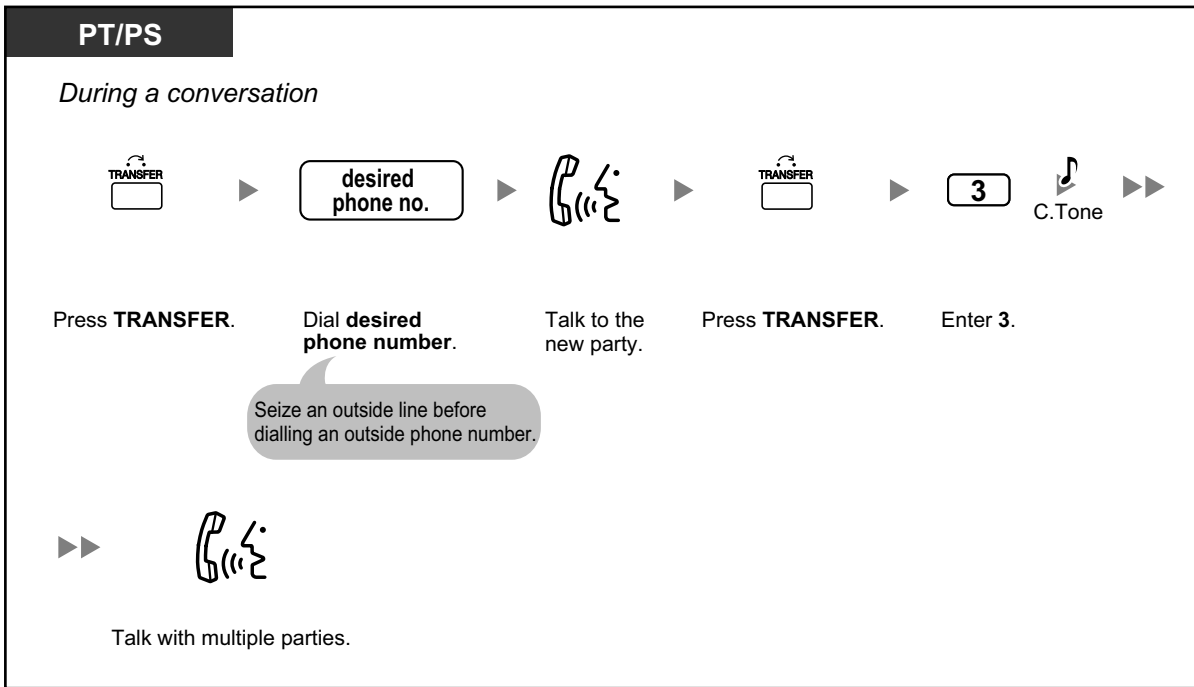 PT/PS
During a conversation
TRANSFER
desired
phone no.
TRANSFER
3
C.Tone
Press TRANSFER.
Dial desired
phone number.
Talk to the
new party.
Press TRANSFER.
Enter 3.
Seize an outside line before
dialling an outside phone number.
Talk with multiple parties.